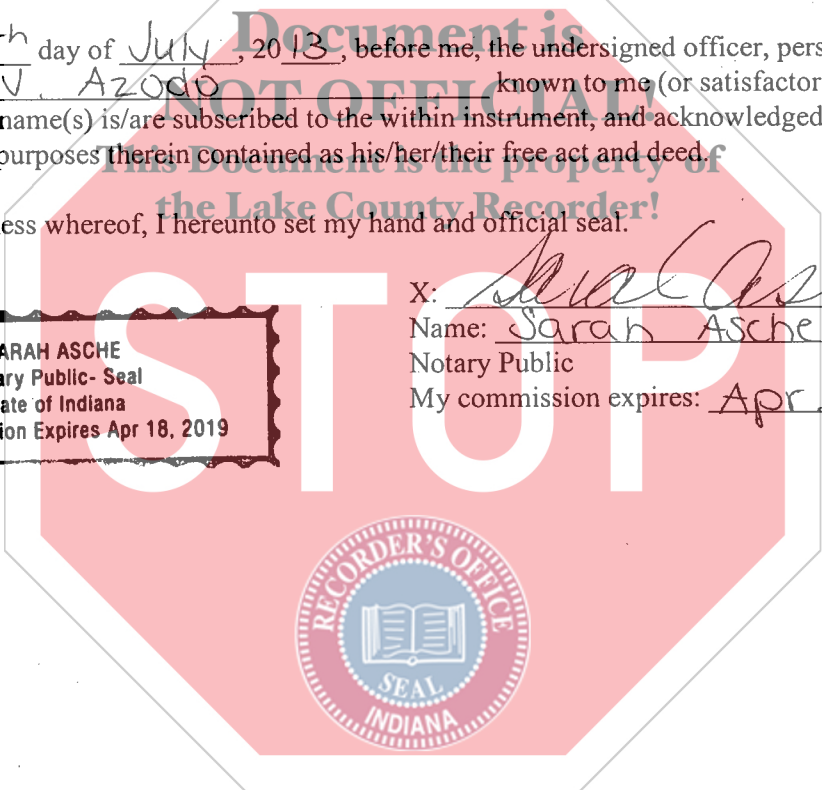 Document is
h day of July, 2013, before me, the undersigned officer, pers
V. Azodo known to me (or satisfactor
NOT OFFICIAL!
name(s) is/are subscribed to the within instrument, and acknowledged
purposes therein contained as his/her/their free act and deed.
This Document is the property of
the Lake County Recorder!
ess whereof, I hereunto set my hand and official seal.
STOP
X:
Name: Sarah Asche
Notary Public
My commission expires: Apr
ARAH ASCHE
ary Public- Seal
ate of Indiana
ion Expires Apr 18, 2019
RECORDER'S OFFICE
SEAL
INDIANA